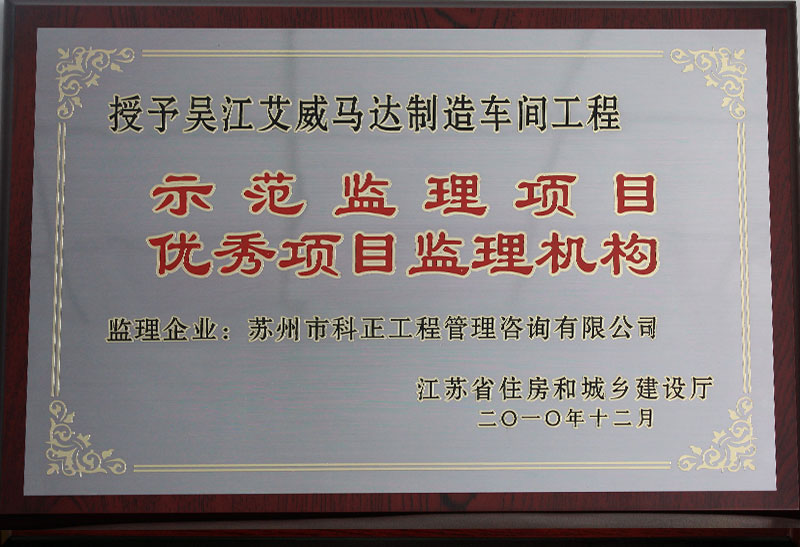 授予吴江艾威马达制造车间工程
示范监理项目
优秀项目监理机构
监理企业：苏州市科正工程管理咨询有限公司
江苏省住房和城乡建设厅
二〇一〇年十二月